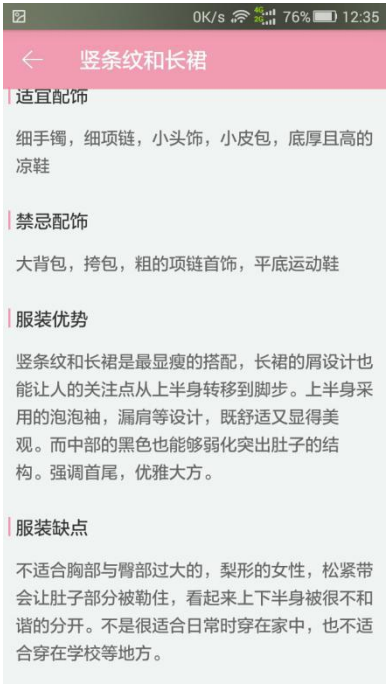 0K/s 4G 2G 76% 12:35
竖条纹和长裙
适宜配饰
细手镯，细项链，小头饰，小皮包，底厚且高的
凉鞋
禁忌配饰
大背包，挎包，粗的项链首饰，平底运动鞋
服装优势
竖条纹和长裙是最显瘦的搭配，长裙的屑设计也
能让人的关注点从上半身转移到脚步。上半身采
用的泡泡袖，漏肩等设计，既舒适又显得美
观。而中部的黑色也能够弱化突出肚子的结
构。强调首尾，优雅大方。
服装缺点
不适合胸部与臀部过大的，梨形的女性，松紧带
会让肚子部分被勒住，看起来上下半身被很不和
谐的分开。不是很适合日常时穿在家中，也不适
合穿在学校等地方。